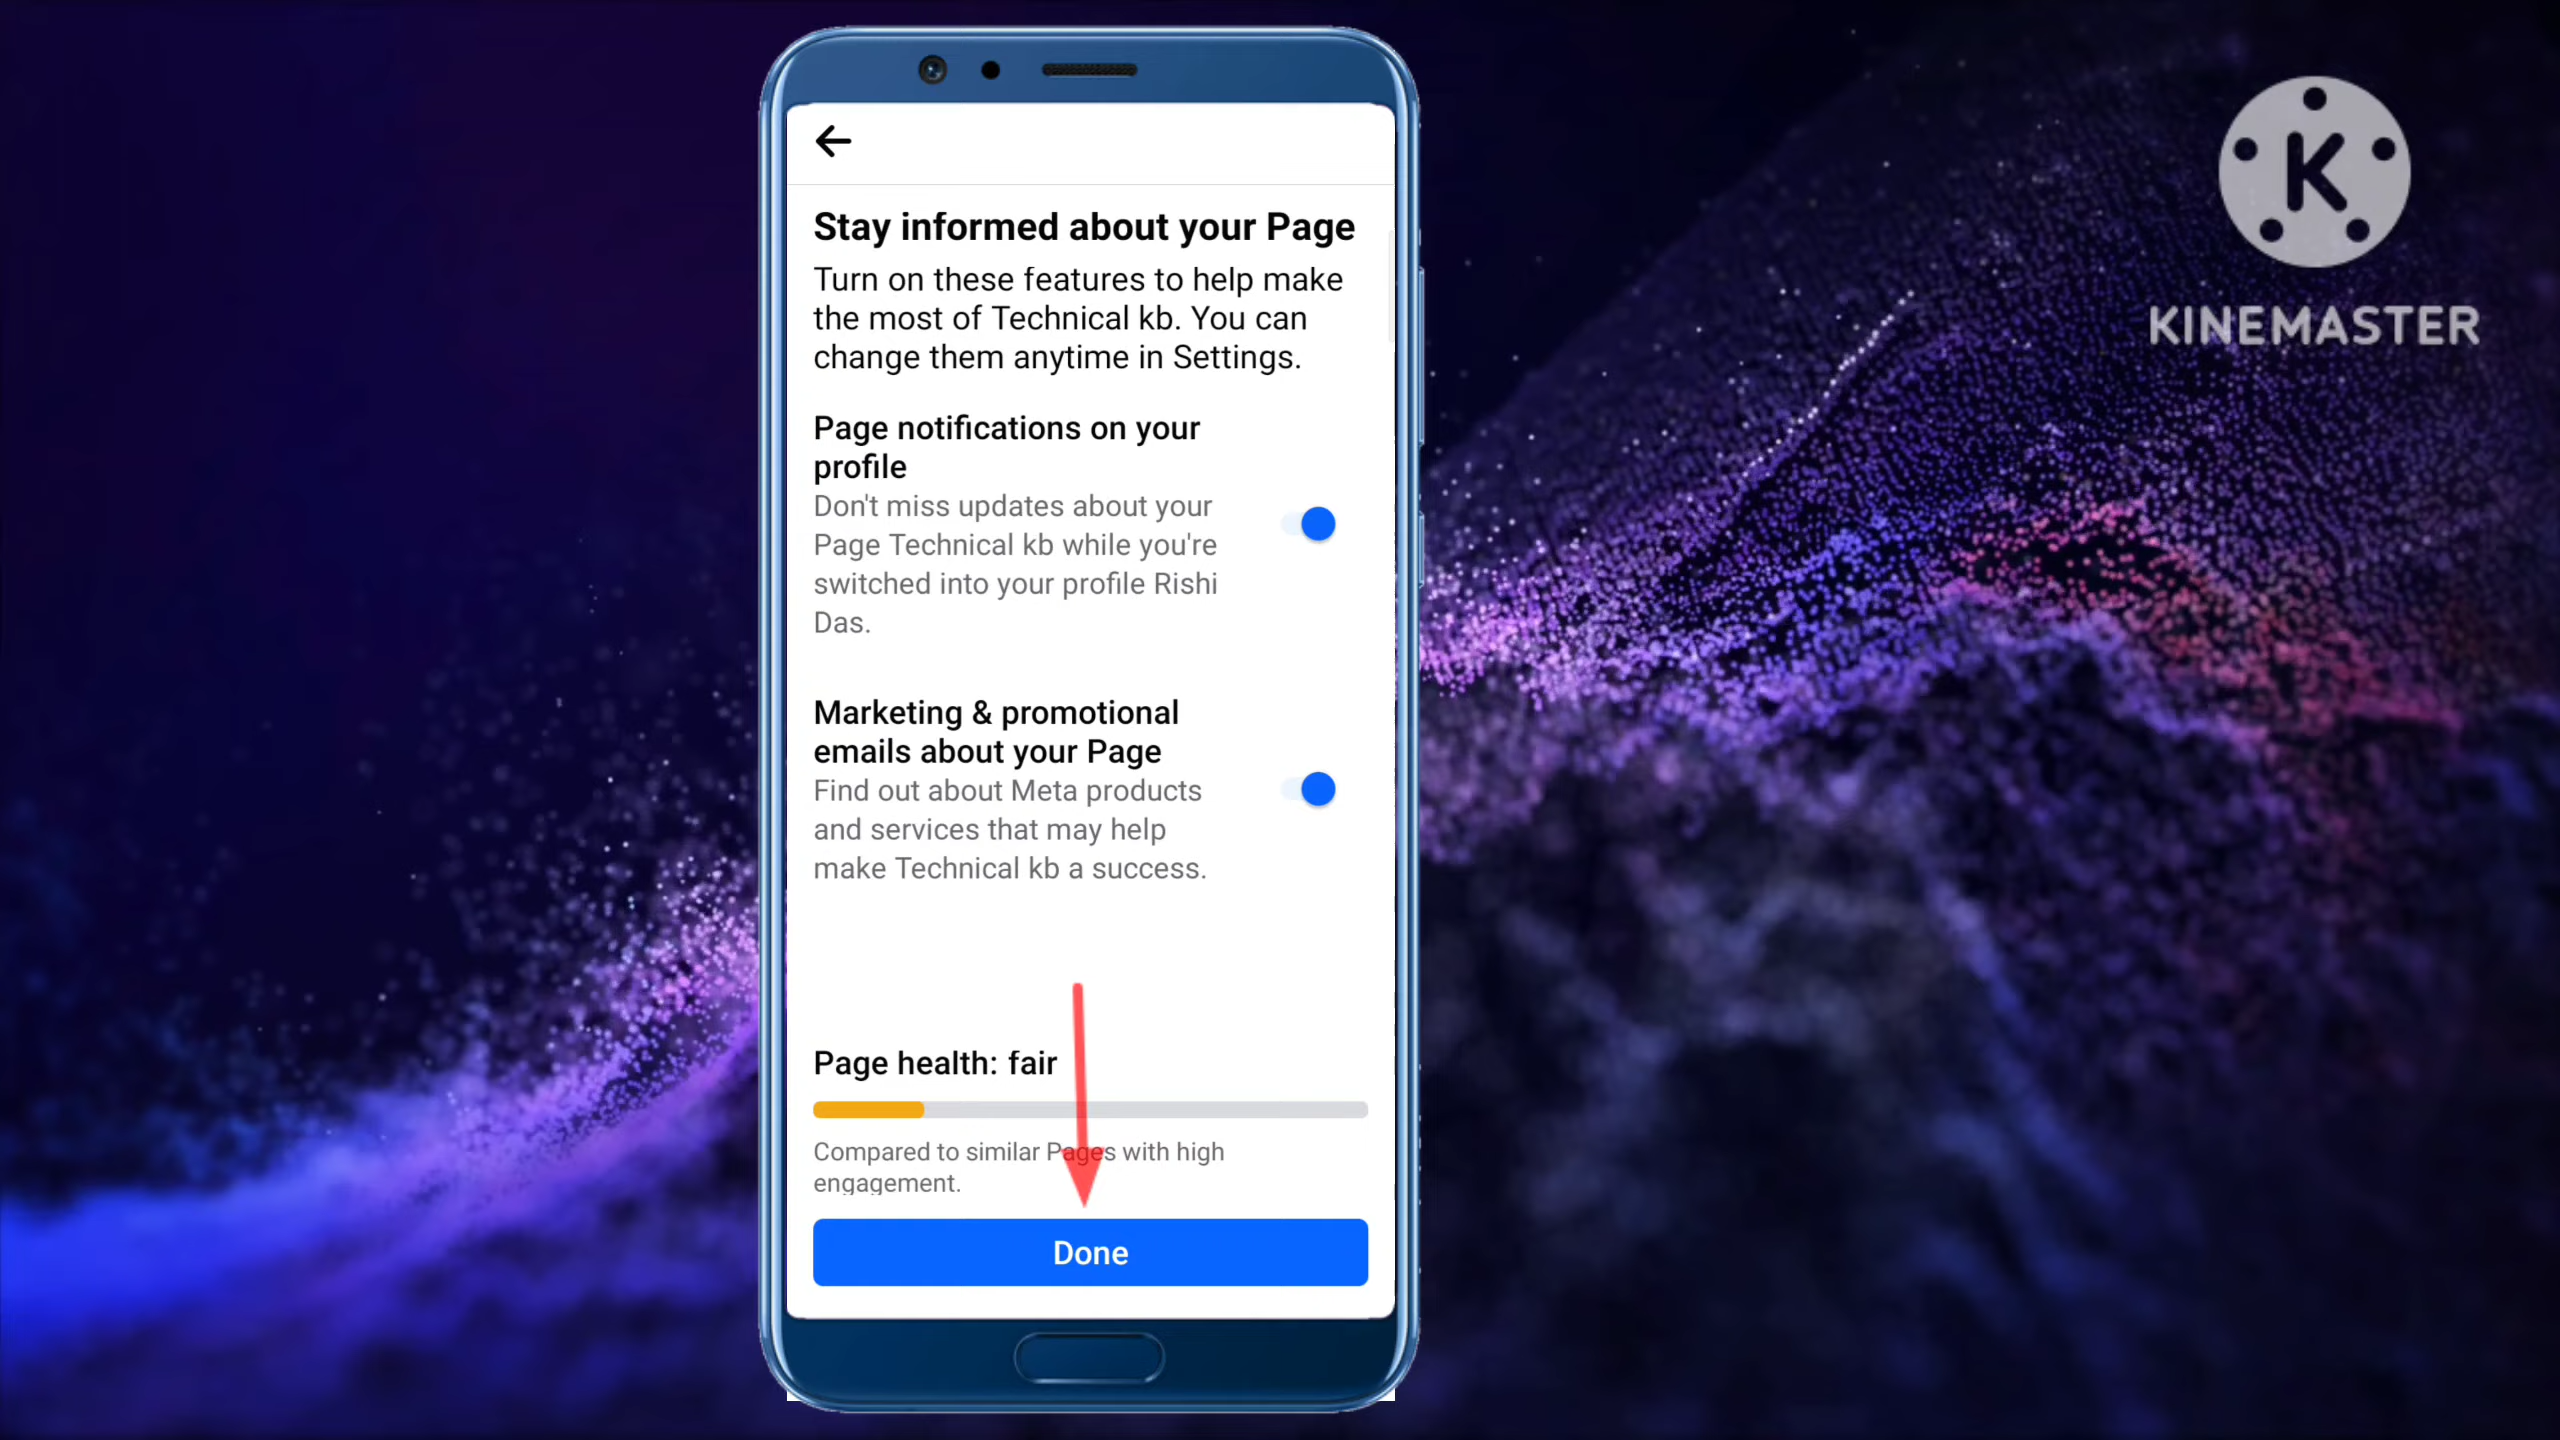 Stay informed about your Page
Turn on these features to help make
the most of Technical kb. You can
change them anytime in Settings.
Page notifications on your
profile
Don't miss updates about your
Page Technical kb while you're
switched into your profile Rishi
Das.
Marketing & promotional
emails about your Page
Find out about Meta products
and services that may help
make Technical kb a success.
Page health: fair
Compared to similar Pages with high
engagement.
Done
K
KINEMASTER